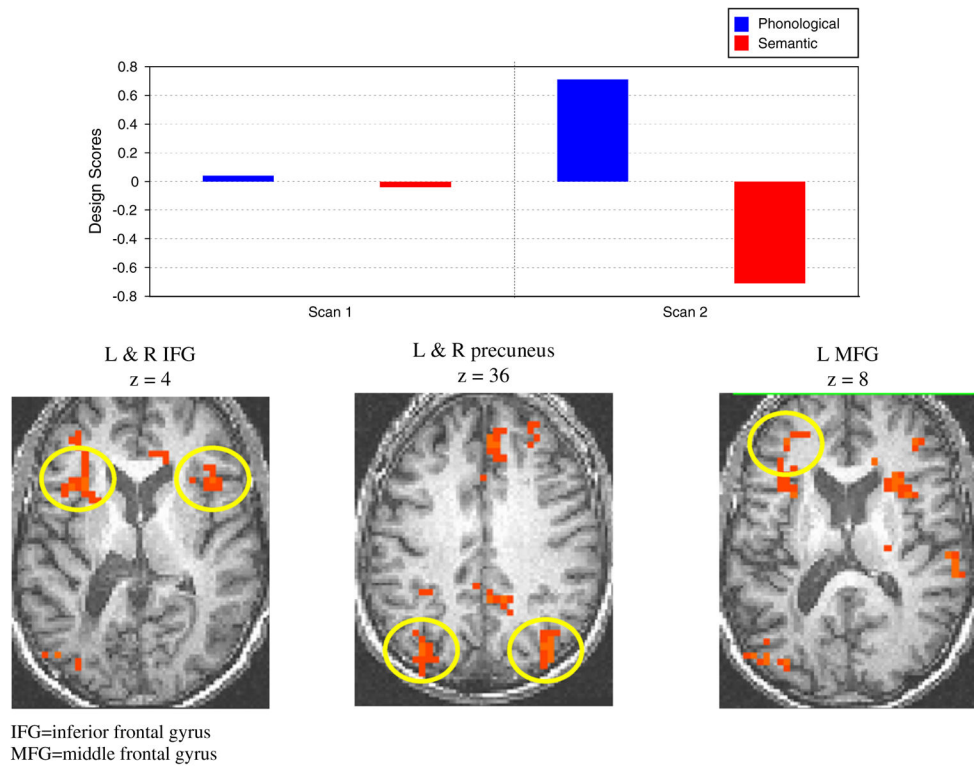 Phonological
Semantic
0.8
0.6
0.4
0.2
0
-0.2
-0.4
-0.6
-0.8
Design Scores
Scan 1
Scan 2
L & R IFG
z = 4
L & R precuneus
z = 36
L MFG
z = 8
IFG=inferior frontal gyrus
MFG=middle frontal gyrus